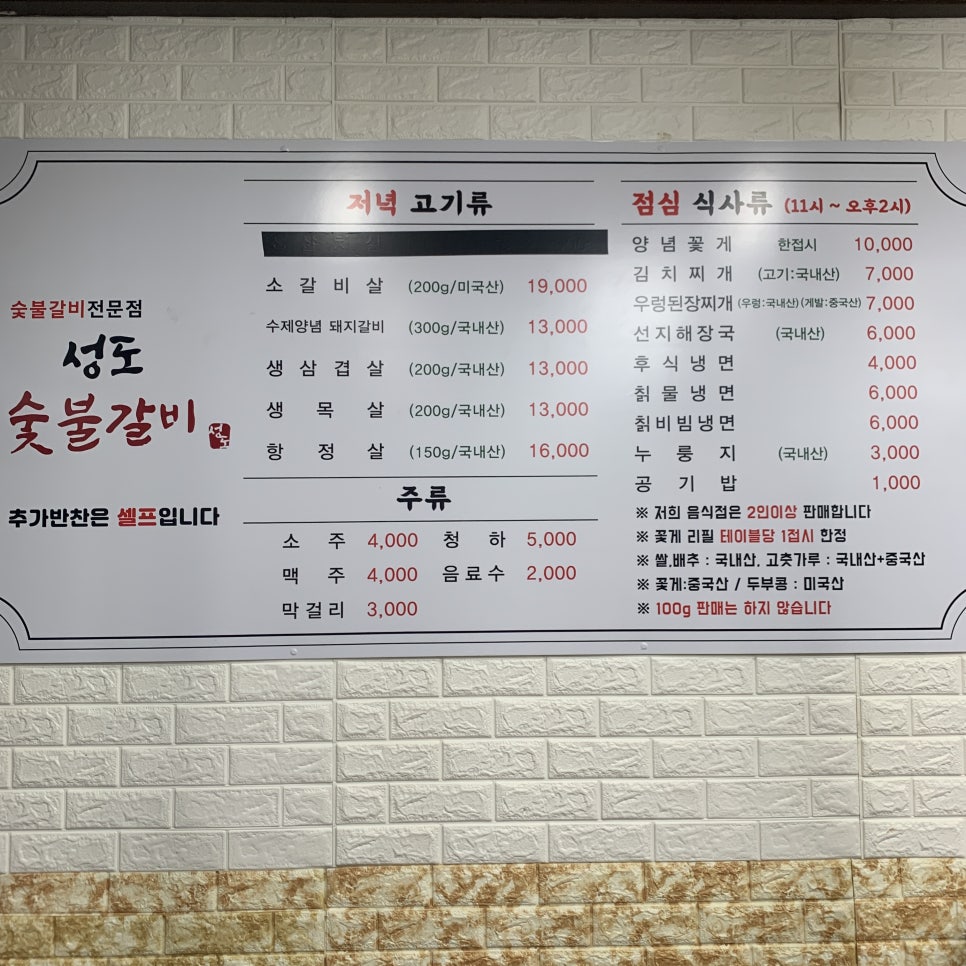 숯불갈비전문점
성도
숯불갈비
성도
추가반찬은 셀프입니다
저녁 고기류
소갈비살 (200g/미국산) 19,000
수제양념 돼지갈비 (300g/국내산) 13,000
생삼겹살 (200g/국내산) 13,000
생목살 (200g/국내산) 13,000
항정살 (150g/국내산) 16,000
주류
소주 4,000 청하 5,000
맥주 4,000 음료수 2,000
막걸리 3,000
점심 식사류 (11시 ~ 오후2시)
양념꽃게 한접시 10,000
김치찌개 (고기:국내산) 7,000
우렁된장찌개 (우렁:국내산)(게발:중국산) 7,000
선지해장국 (국내산) 6,000
후식냉면 4,000
칡물냉면 6,000
칡비빔냉면 6,000
누룽지 (국내산) 3,000
공기밥 1,000
※ 저희 음식점은 2인이상 판매합니다
※ 꽃게 리필 테이블당 1접시 한정
※ 쌀,배추 : 국내산, 고춧가루 : 국내산+중국산
※ 꽃게:중국산 / 두부콩 : 미국산
※ 100g 판매는 하지 않습니다